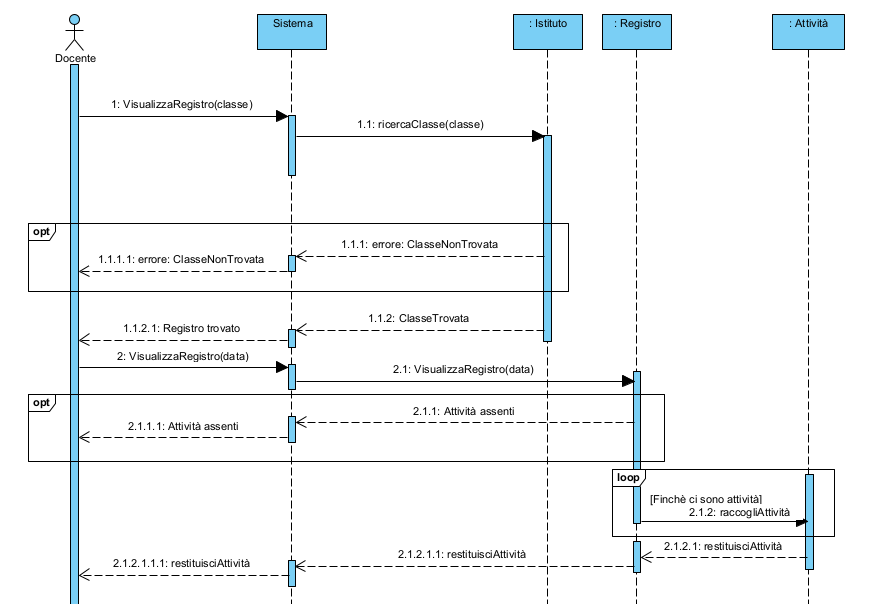 Docente
Sistema
: Istituto
: Registro
: Attività
1: VisualizzaRegistro(classe)
1.1: ricercaClasse(classe)
opt
1.1.1: errore: ClasseNonTrovata
1.1.1.1: errore: ClasseNonTrovata
1.1.2: ClasseTrovata
1.1.2.1: Registro trovato
2: VisualizzaRegistro(data)
2.1: VisualizzaRegistro(data)
opt
2.1.1: Attività assenti
2.1.1.1: Attività assenti
loop
[Finchè ci sono attività]
2.1.2: raccogliAttività
2.1.2.1: restituisciAttività
2.1.2.1.1: restituisciAttività
2.1.2.1.1.1: restituisciAttività